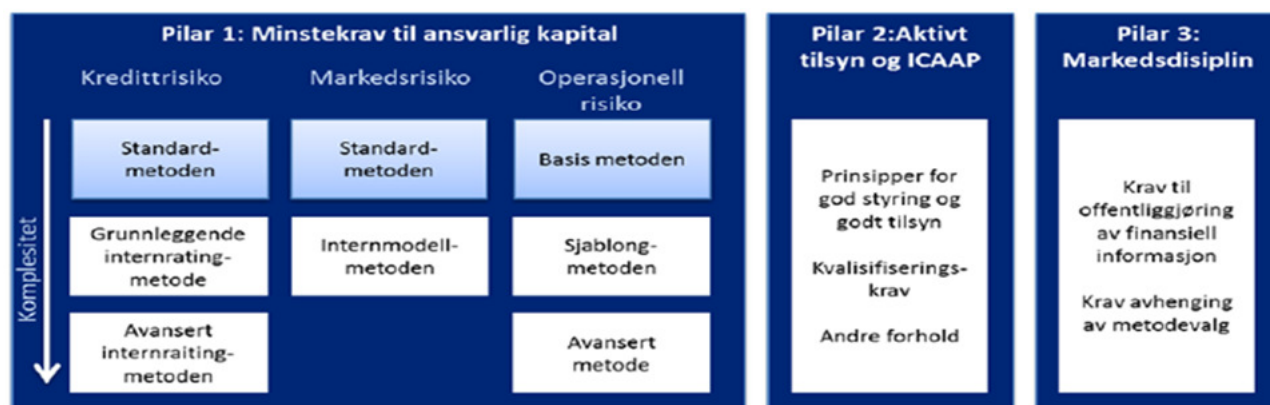 Pilar 1: Minstekrav til ansvarlig kapital
Kredittrisiko
Markedsrisiko
Operasjonell
risiko
Komplesitet
Standard-
metoden
Standard-
metoden
Basis metoden
Grunnleggende
internrating-
metode
Internmodell-
metoden
Sjablong-
metoden
Avansert
internraiting-
metoden
Avansert
metode
Pilar 2:Aktivt
tilsyn og ICAAP
Prinsipper for
god styring og
godt tilsyn
Kvalisifiserings-
krav
Andre forhold
Pilar 3:
Markedsdisiplin
Krav til
offentliggjøring
av finansiell
informasjon
Krav avhenging
av metodevalg